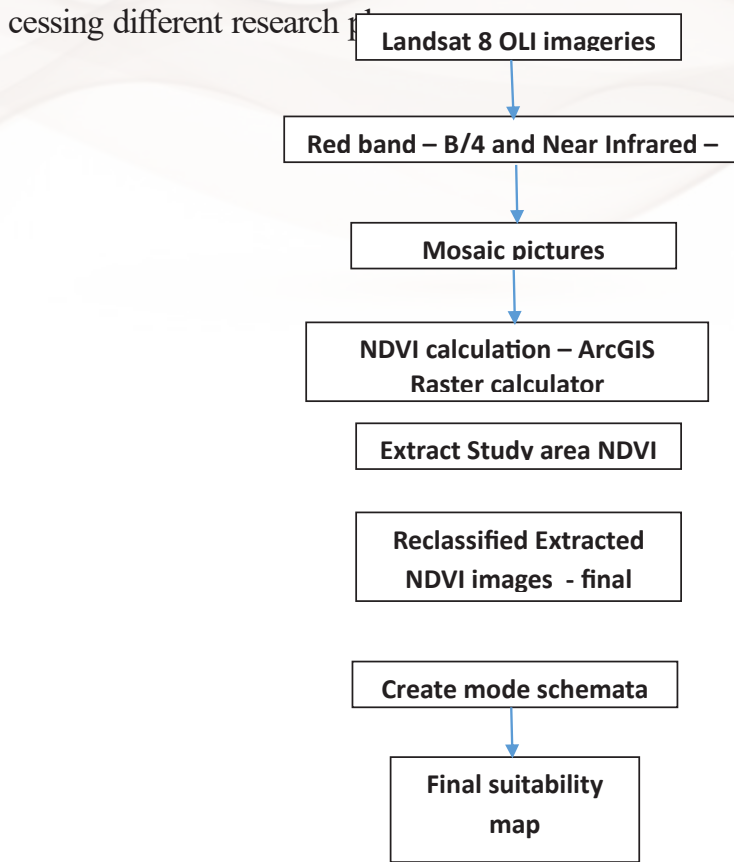 cessing different research
Landsat 8 OLI imageries
Red band – B/4 and Near Infrared –
Mosaic pictures
NDVI calculation – ArcGIS
Raster calculator
Extract Study area NDVI
Reclassified Extracted
NDVI images - final
Create mode schemata
Final suitability
map